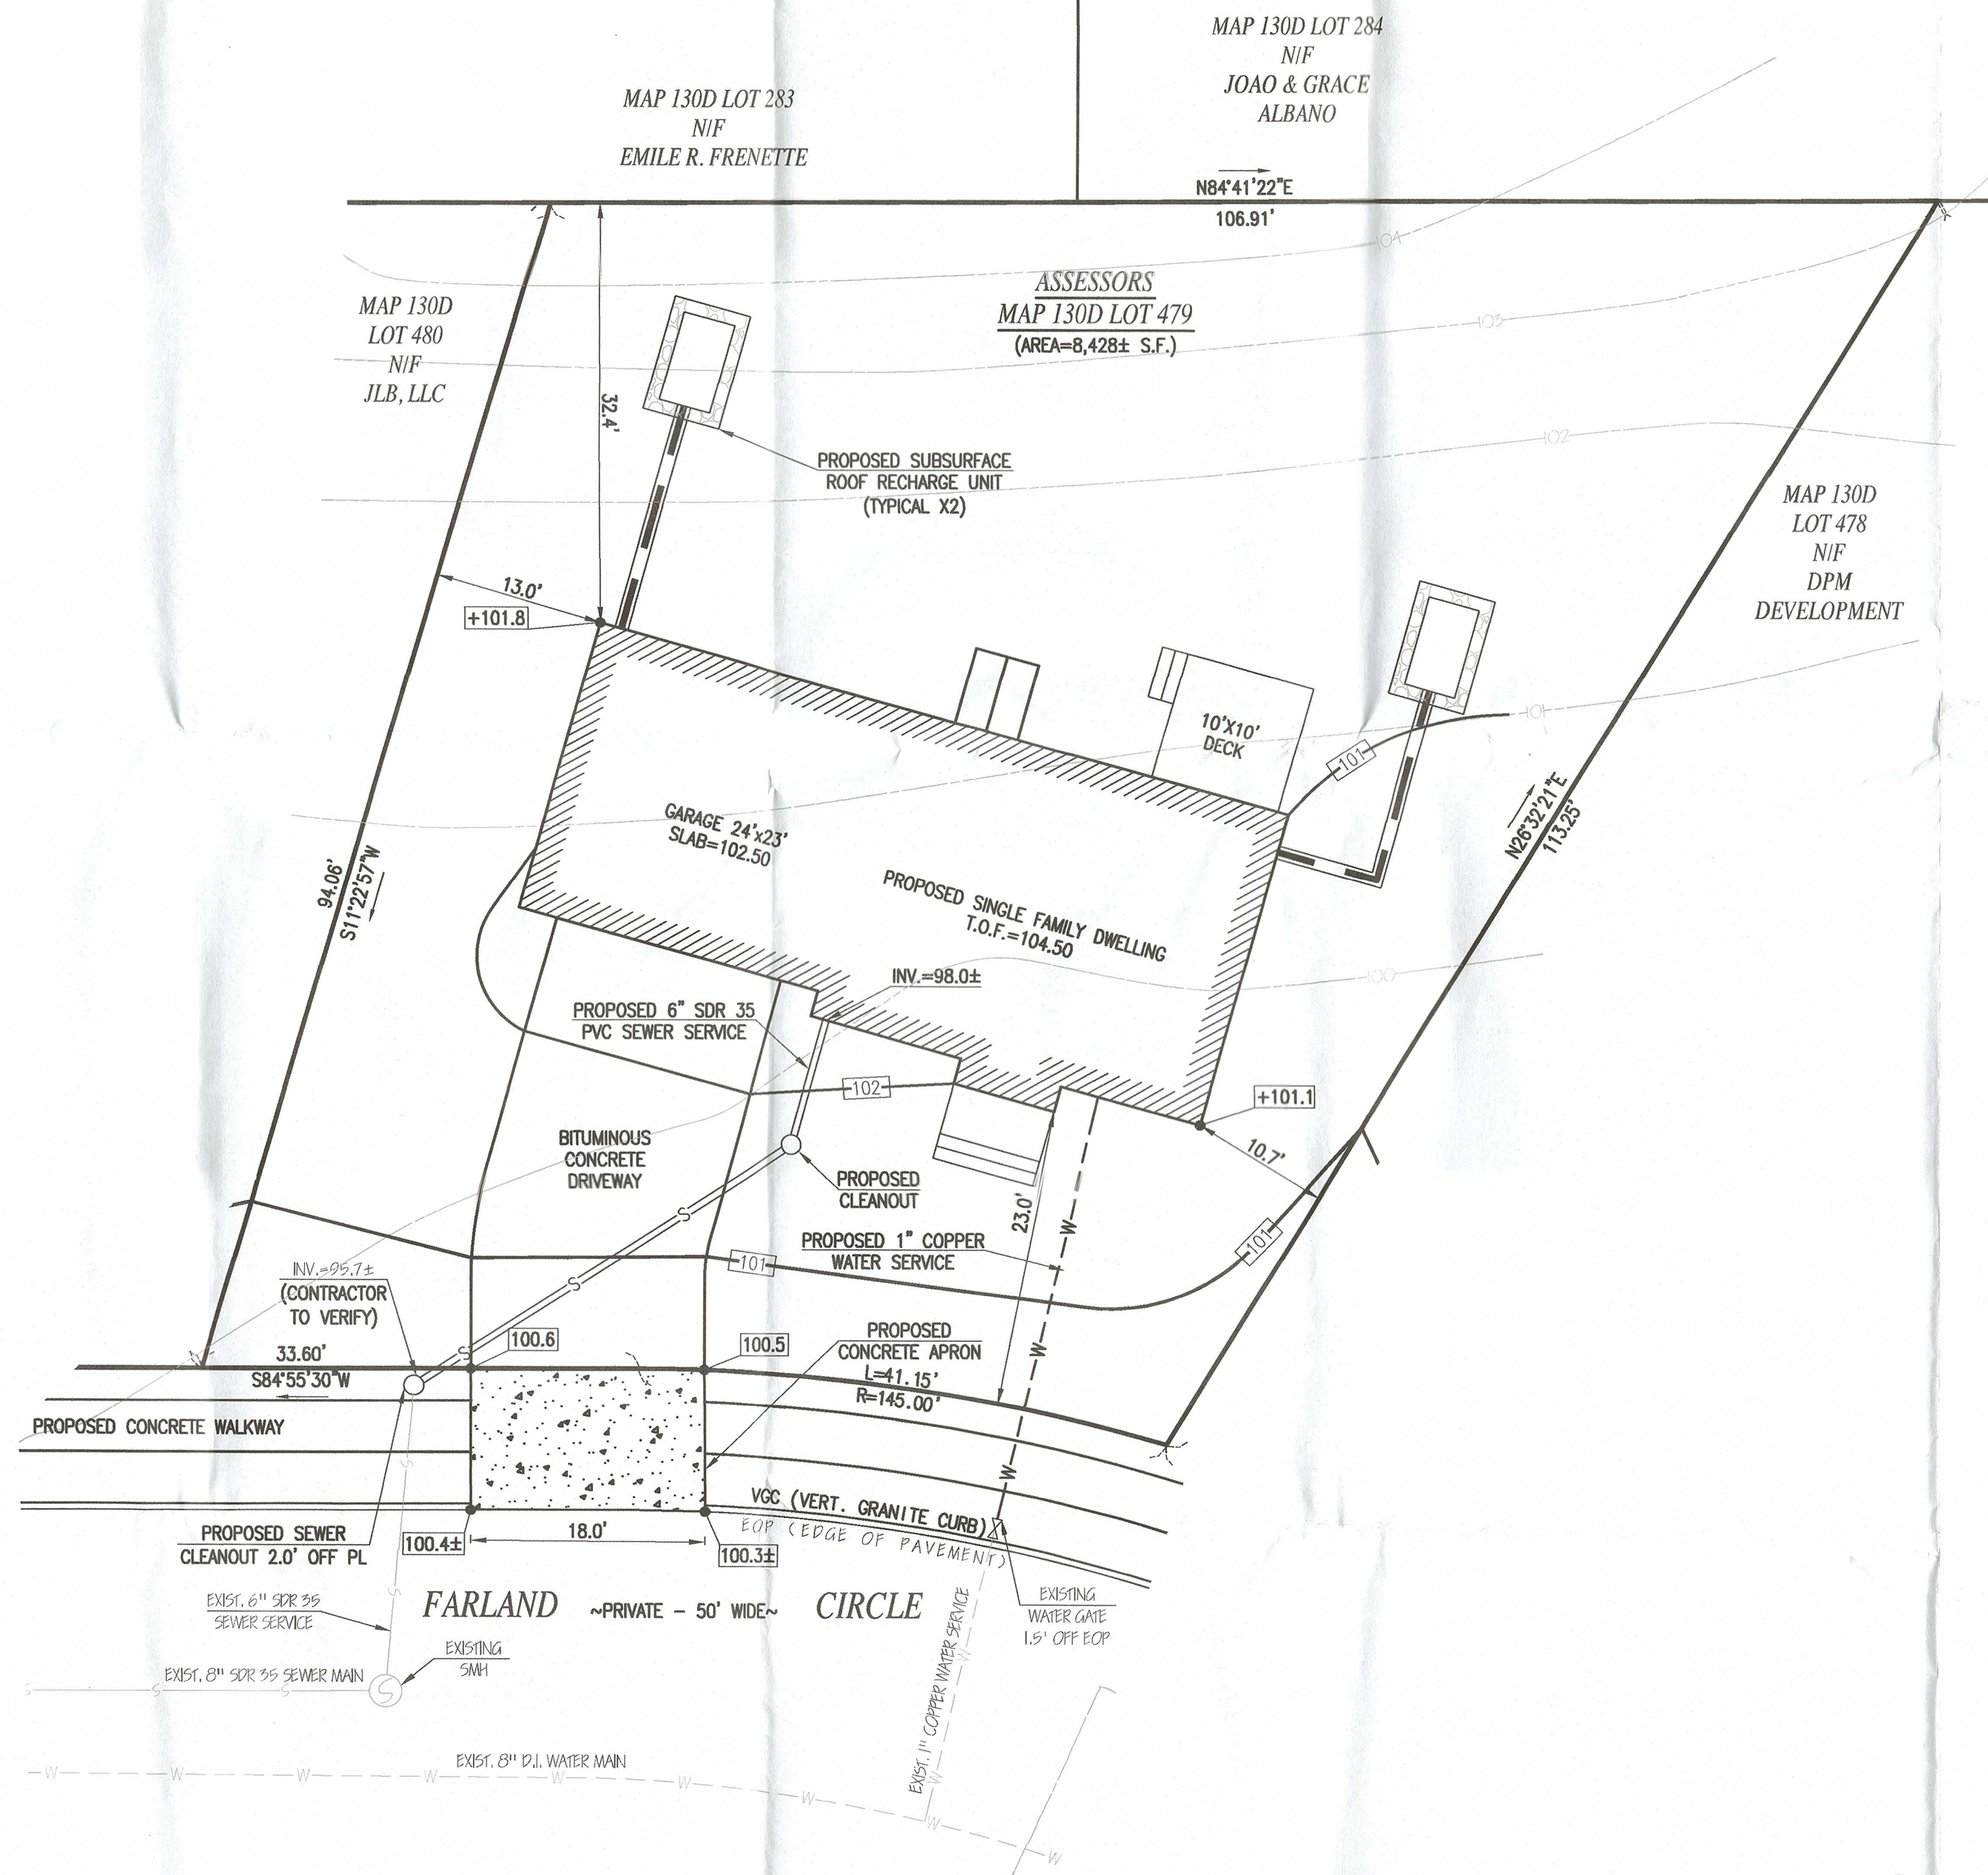 MAP 130D LOT 284
N/F
JOAO & GRACE
ALBANO
MAP 130D LOT 283
N/F
EMILE R. FRENETTE
N84°41'22"E
106.91'
104
ASSESSORS
MAP 130D LOT 479
(AREA=8,428± S.F.)
103
MAP 130D
LOT 480
N/F
JLB, LLC
32.4'
102
PROPOSED SUBSURFACE
ROOF RECHARGE UNIT
(TYPICAL X2)
MAP 130D
LOT 478
N/F
DPM
DEVELOPMENT
13.0'
+101.8
101
10'X10'
DECK
101
N26°32'21"E
113.25'
GARAGE 24'x23'
SLAB=102.50
94.06'
S11°22'57"W
PROPOSED SINGLE FAMILY DWELLING
T.O.F.=104.50
INV.=98.0±
100
PROPOSED 6" SDR 35
PVC SEWER SERVICE
102
+101.1
10.7'
BITUMINOUS
CONCRETE
DRIVEWAY
PROPOSED
CLEANOUT
S
23.0'
W
PROPOSED 1" COPPER
WATER SERVICE
101
101
INV.=95.7±
(CONTRACTOR
TO VERIFY)
S
S
100.6
100.5
PROPOSED
CONCRETE APRON
W
33.60'
S84°55'30"W
L=41.15'
R=145.00'
PROPOSED CONCRETE WALKWAY
S
W
VGC (VERT. GRANITE CURB)
EOP (EDGE OF PAVEMENT)
PROPOSED SEWER
CLEANOUT 2.0' OFF PL
100.4±
18.0'
100.3±
S
EXIST. 6" SDR 35
SEWER SERVICE
FARLAND ~PRIVATE - 50' WIDE~ CIRCLE
EXISTING
WATER GATE
1.5' OFF EOP
EXISTING
SMH
EXIST. 8" SDR 35 SEWER MAIN
S
S
S
S
EXIST. 1" COPPER WATER SERVICE
W
W
EXIST. 8" D.I. WATER MAIN
W
W
W
W
W
W
W
W
W